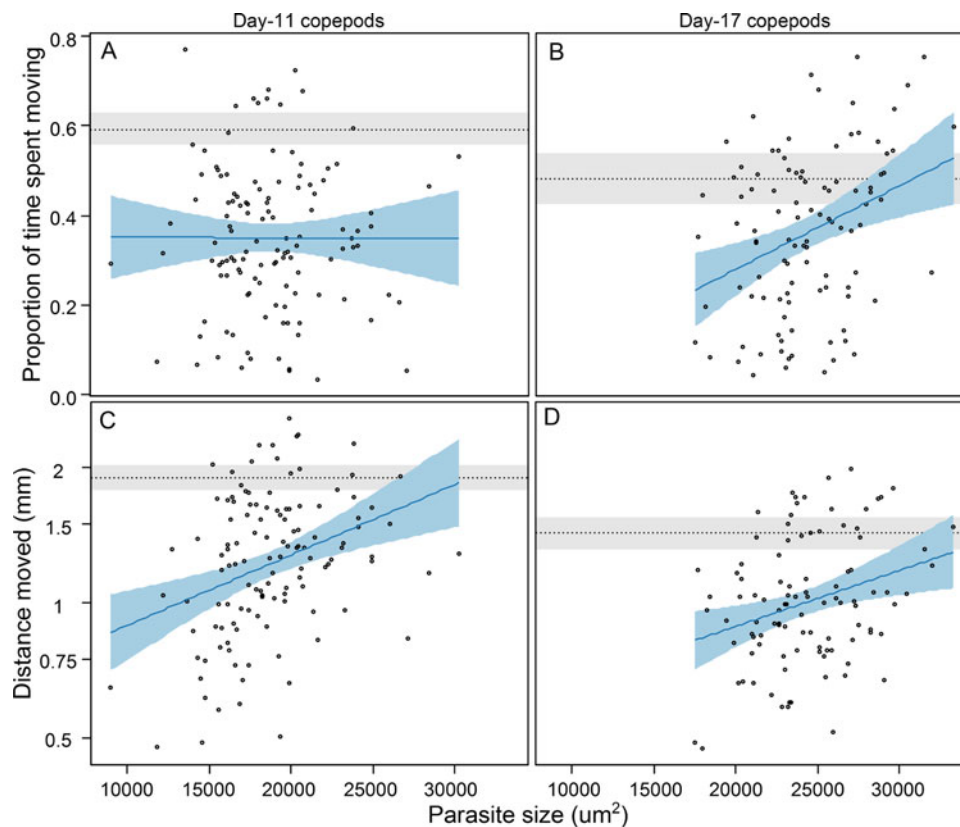 Day-11 copepods
Day-17 copepods
A
B
Proportion of time spent moving
0.8
0.6
0.4
0.2
0.0
C
D
Distance moved (mm)
2
1.5
1
0.75
0.5
10000 15000 20000 25000 30000
10000 15000 20000 25000 30000
Parasite size (um²)